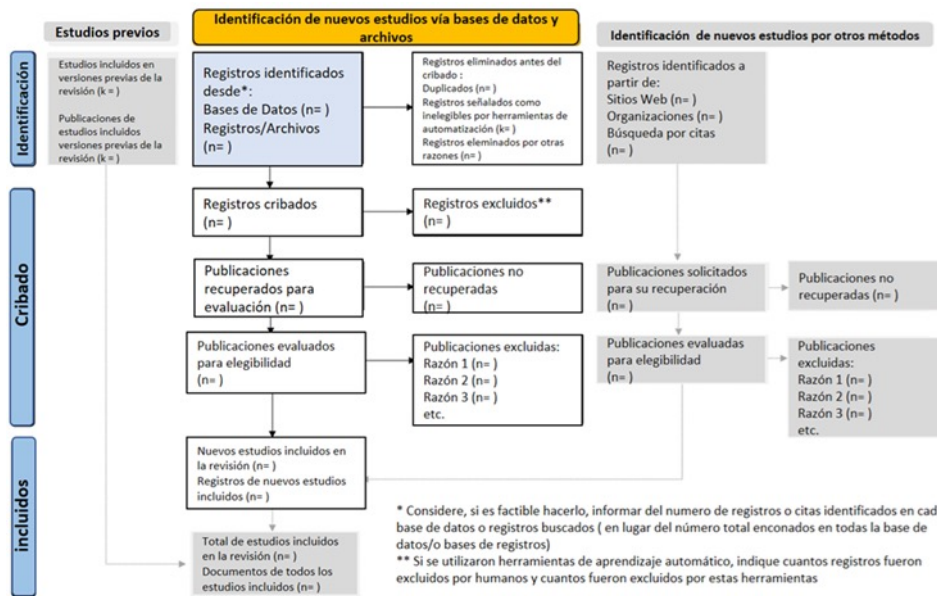 Estudios previos
Identificación de nuevos estudios vía bases de datos y
archivos
Identificación de nuevos estudios por otros métodos
Identificación
Estudios incluidos en
versiones previas de la
revisión (k = )
Publicaciones de
estudios incluidos
versiones previas de la
revisión (k = )
Registros identificados
desde*:
Bases de Datos (n= )
Registros/Archivos
(n= )
Registros eliminados antes del
cribado :
Duplicados (n= )
Registros señalados como
inelegibles por herramientas de
automatización (k= )
Registros eleminados por otras
razones (n= )
Registros identificados a
partir de:
Sitios Web (n= )
Organizaciones (n= )
Búsqueda por citas
(n= )
Cribado
Registros cribados
(n= )
Registros excluidos**
(n= )
Publicaciones
recuperados para
evaluación (n= )
Publicaciones no
recuperadas
(n= )
Publicaciones solicitados
para su recuperación
(n= )
Publicaciones no
recuperadas (n= )
Publicaciones evaluados
para elegibilidad
(n= )
Publicaciones excluidas:
Razón 1 (n= )
Razón 2 (n= )
Razón 3 (n= )
etc.
Publicaciones evaluadas
para elegibilidad
(n= )
Publicaciones
excluidas:
Razón 1 (n= )
Razón 2 (n= )
Razón 3 (n= )
etc.
incluidos
Nuevos estudios incluidos en
la revisión (n= )
Registros de nuevos estudios
incluidos (n= )
Total de estudios incluidos
en la revisión (n= )
Documentos de todos los
estudios incluidos (n= )
* Considere, si es factible hacerlo, informar del numero de registros o citas identificados en cad
base de datos o registros buscados ( en lugar del número total enconados en todas la base de
datos/o bases de registros)
** Si se utilizaron herramientas de aprendizaje automático, indique cuantos registros fueron
excluidos por humanos y cuantos fueron excluidos por estas herramientas